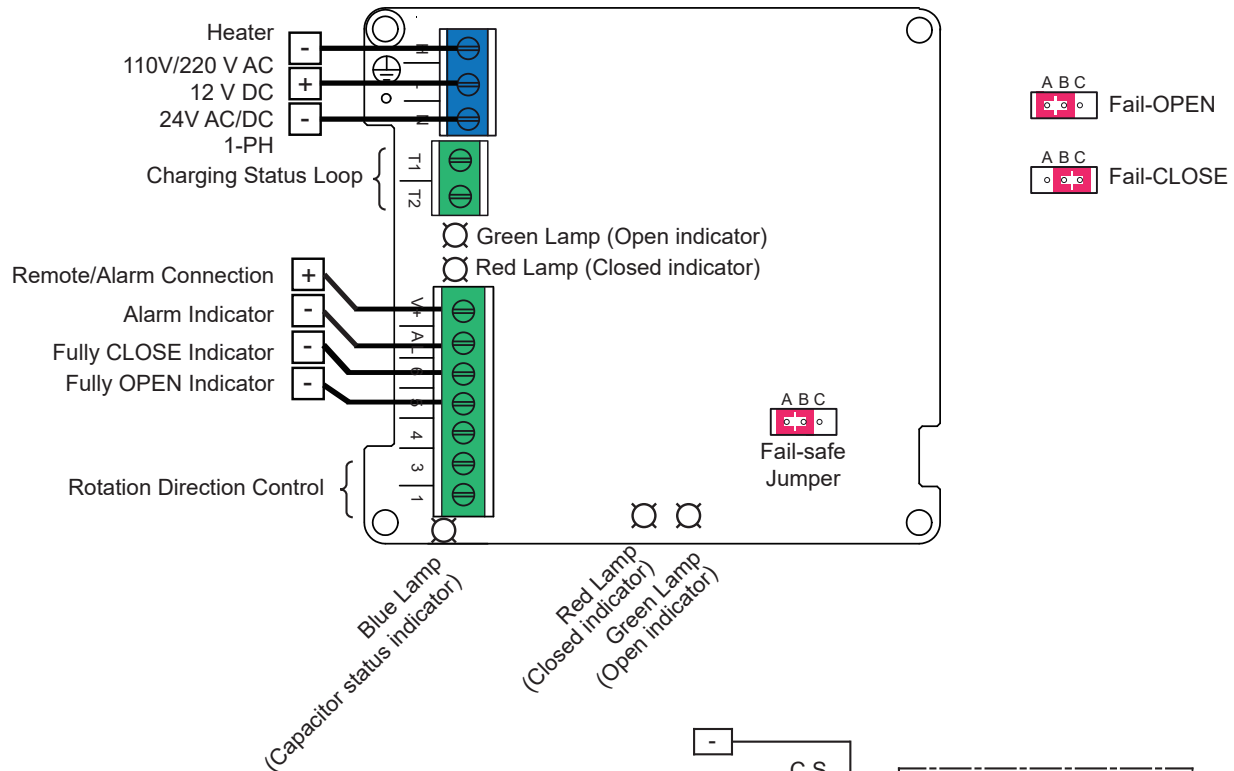 Heater
110V/220 V AC
12 V DC
24V AC/DC
1-PH
-
+
-
H
L
N
Charging Status Loop
T1
T2
Green Lamp (Open indicator)
Red Lamp (Closed indicator)
Remote/Alarm Connection
Alarm Indicator
Fully CLOSE Indicator
Fully OPEN Indicator
+
-
-
-
V+
AL
6
5
4
3
1
Rotation Direction Control
A B C
Fail-safe
Jumper
A B C
Fail-OPEN
A B C
Fail-CLOSE
Blue Lamp
(Capacitor status indicator)
Red Lamp
(Closed indicator)
Green Lamp
(Open indicator)
-
C.S.